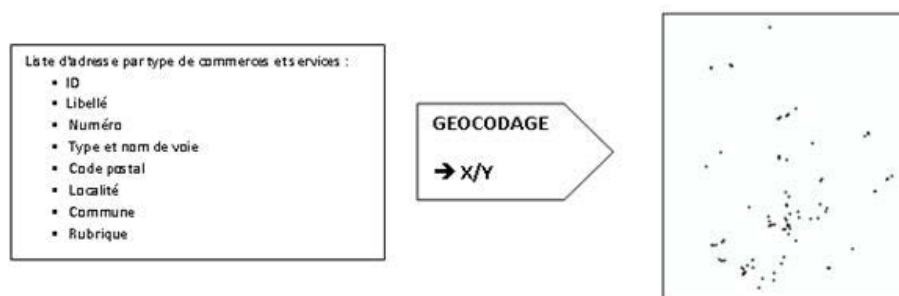 Liste d'adresse par type de commerces et services :
▪ ID
▪ Libellé
▪ Numéro
▪ Type et nom de voie
▪ Code postal
▪ Localité
▪ Commune
▪ Rubrique
GEOCODAGE
➔ X/Y